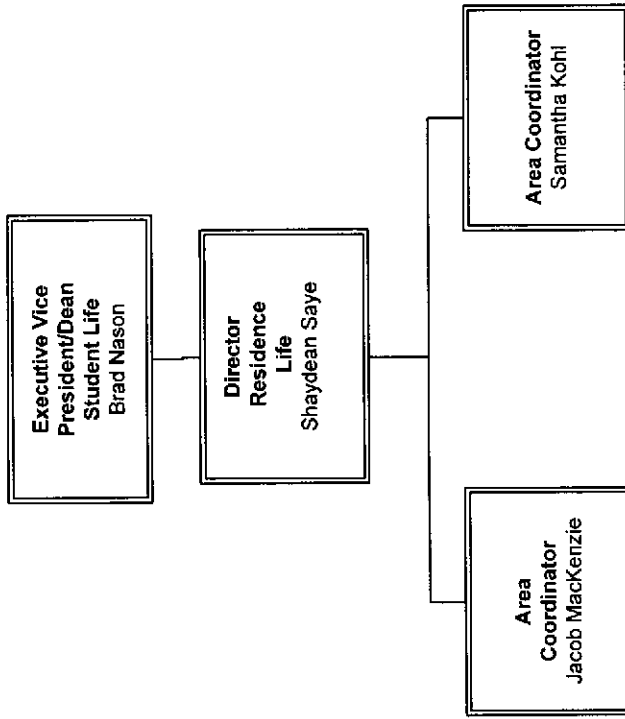 Executive Vice
President/Dean
Student Life
Brad Nason
Director
Residence
Life
Shaydean Saye
Area
Coordinator
Jacob MacKenzie
Area Coordinator
Samantha Kohl